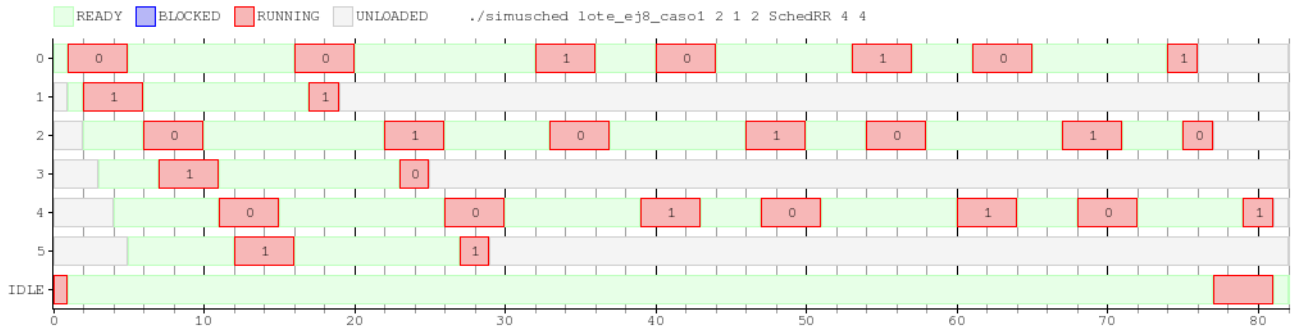 READY BLOCKED RUNNING UNLOADED ./simusched lote_ej8_caso1 2 1 2 SchedRR 4 4
0 0 0 1 0 1 0 1
1 1 1
2 0 1 0 1 0 1 0
3 1 0
4 0 0 1 0 1 0 1
5 1 1
IDLE
0 10 20 30 40 50 60 70 80